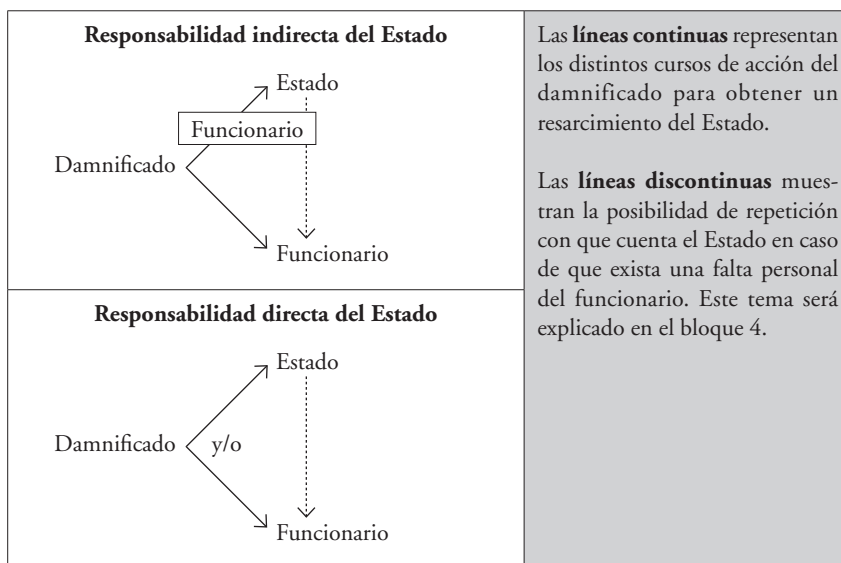 Responsabilidad indirecta del Estado
Estado
Funcionario
Damnificado
Funcionario
Responsabilidad directa del Estado
Estado
Damnificado
y/o
Funcionario
Las líneas continuas representan
los distintos cursos de acción del
damnificado para obtener un
resarcimiento del Estado.
Las líneas discontinuas mues-
tran la posibilidad de repetición
con que cuenta el Estado en caso
de que exista una falta personal
del funcionario. Este tema será
explicado en el bloque 4.